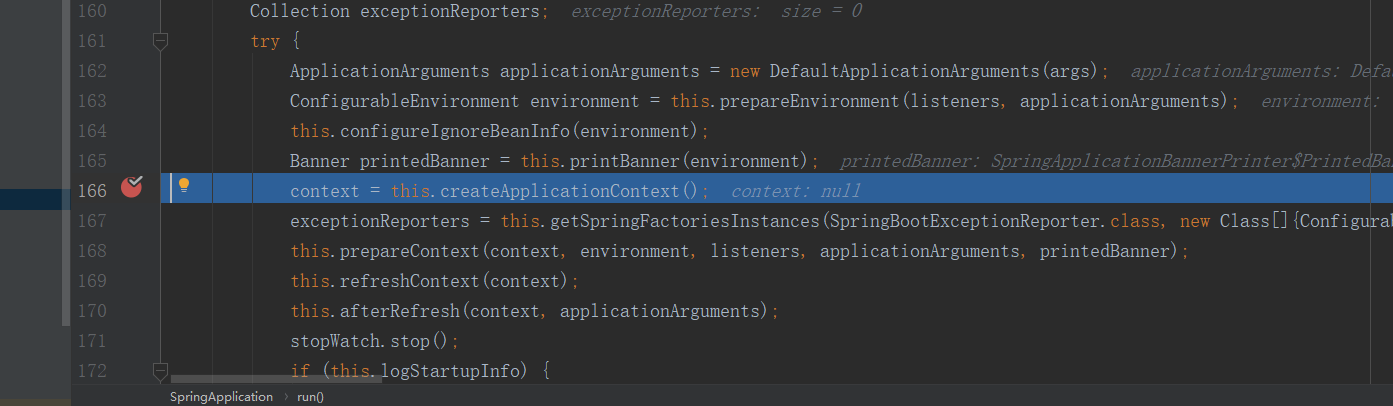 160 Collection exceptionReporters; exceptionReporters: size = 0
161 try {
162 ApplicationArguments applicationArguments = new DefaultApplicationArguments(args); applicationArguments: Defa
163 ConfigurableEnvironment environment = this.prepareEnvironment(listeners, applicationArguments); environment:
164 this.configureIgnoreBeanInfo(environment);
165 Banner printedBanner = this.printBanner(environment); printedBanner: SpringApplicationBannerPrinter$PrintedBa
166 context = this.createApplicationContext(); context: null
167 exceptionReporters = this.getSpringFactoriesInstances(SpringBootExceptionReporter.class, new Class[]{Configura
168 this.prepareContext(context, environment, listeners, applicationArguments, printedBanner);
169 this.refreshContext(context);
170 this.afterRefresh(context, applicationArguments);
171 stopWatch.stop();
172 if (this.logStartupInfo) {
SpringApplication › run()